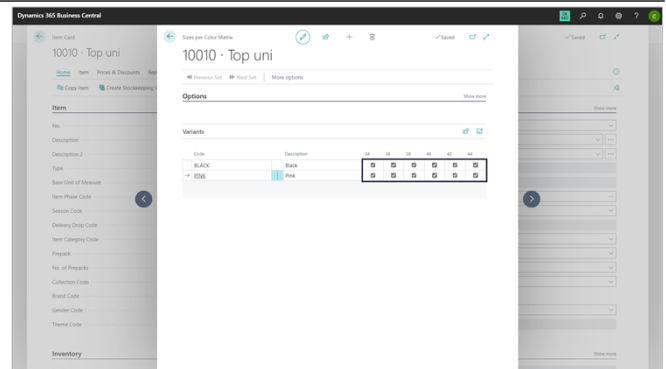 Dynamics 365 Business Central
Item Card
10010 · Top uni
Home Item Prices & Discounts Rep
Copy Item Create Stockkeeping
Item
Show more
No.
Description
Description 2
Type
Base Unit of Measure
Item Phase Code
Season Code
Delivery Drop Code
Item Category Code
Prepack
No. of Prepacks
Collection Code
Brand Code
Gender Code
Theme Code
Inventory
Show more
Saved
Sizes per Color Matrix
Saved
10010 · Top uni
Previous Set Next Set More options
Options
Show more
Variants
Code Description 34 36 38 40 42 44
BLACK Black
PINK Pink